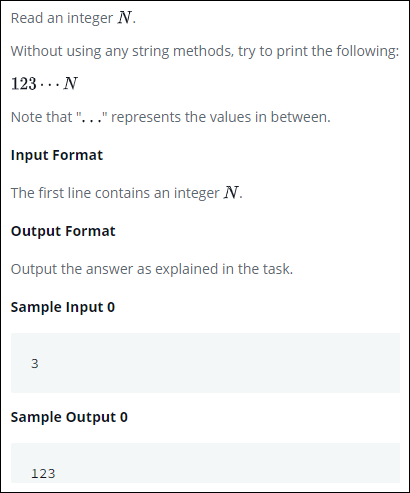 Read an integer N.
Without using any string methods, try to print the following:
123···N
Note that "..." represents the values in between.
Input Format
The first line contains an integer N.
Output Format
Output the answer as explained in the task.
Sample Input 0
3
Sample Output 0
123